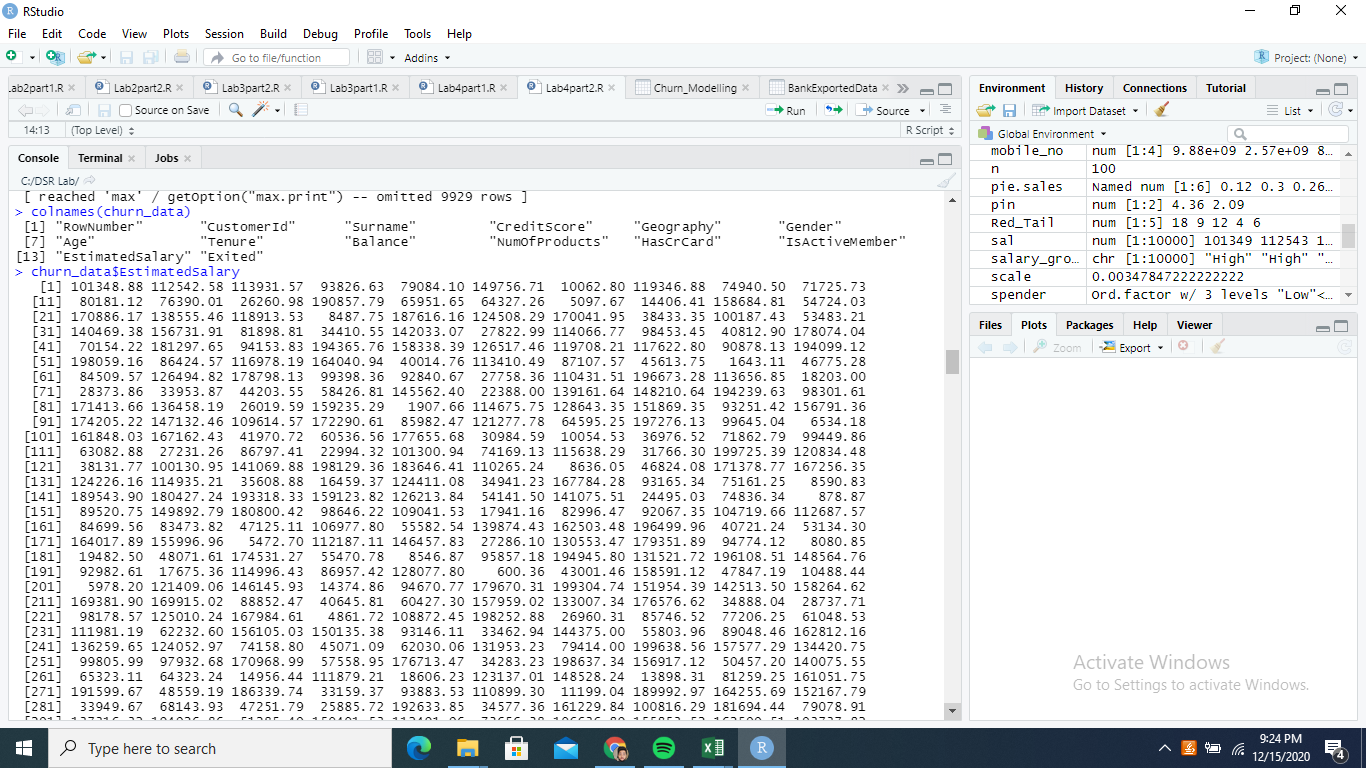 RStudio
File Edit Code View Plots Session Build Debug Profile Tools Help
Go to file/function Addins Project: (None)
Lab2part1.R Lab2part2.R Lab3part2.R Lab3part1.R Lab4part1.R Lab4part2.R Churn_Modelling BankExportedData
Source on Save Run Source
14:13 (Top Level) R Script
Console Terminal Jobs
C:/DSR Lab/
[ reached 'max' / getOption("max.print") -- omitted 9929 rows ]
> colnames(churn_data)
[1] "RowNumber" "CustomerId" "Surname" "CreditScore" "Geography" "Gender"
[7] "Age" "Tenure" "Balance" "NumOfProducts" "HasCrCard" "IsActiveMember"
[13] "EstimatedSalary" "Exited"
> churn_data$EstimatedSalary
[1] 101348.88 112542.58 113931.57 93826.63 79084.10 149756.71 10062.80 119346.88 74940.50 71725.73
[11] 80181.12 76390.01 26260.98 190857.79 65951.65 64327.26 5097.67 14406.41 158684.81 54724.03
[21] 170886.17 138555.46 118913.53 8487.75 187616.16 124508.29 170041.95 38433.35 100187.43 53483.21
[31] 140469.38 156731.91 81898.81 34410.55 142033.07 27822.99 114066.77 98453.45 40812.90 178074.04
[41] 70154.22 181297.65 94153.83 194365.76 158338.39 126517.46 119708.21 117622.80 90878.13 194099.12
[51] 198059.16 86424.57 116978.19 164040.94 40014.76 113410.49 87107.57 45613.75 1643.11 46775.28
[61] 84509.57 126494.82 178798.13 99398.36 92840.67 27758.36 110431.51 196673.28 113656.85 18203.00
[71] 28373.86 33953.87 44203.55 58426.81 145562.40 22388.00 139161.64 148210.64 194239.63 98301.61
[81] 171413.66 136458.19 26019.59 159235.29 1907.66 114675.75 128643.35 151869.35 93251.42 156791.36
[91] 174205.22 147132.46 109614.57 172290.61 85982.47 121277.78 64595.25 197276.13 99645.04 6534.18
[101] 161848.03 167162.43 41970.72 60536.56 177655.68 30984.59 10054.53 36976.52 71862.79 99449.86
[111] 63082.88 27231.26 86797.41 22994.32 101300.94 74169.13 115638.29 31766.30 199725.39 120834.48
[121] 38131.77 100130.95 141069.88 198129.36 183646.41 110265.24 8636.05 46824.08 171378.77 167256.35
[131] 124226.16 114935.21 35608.88 16459.37 124411.08 34941.23 167784.28 93165.34 75161.25 8590.83
[141] 189543.90 180427.24 193318.33 159123.82 126213.84 54141.50 141075.51 24495.03 74836.34 878.87
[151] 89520.75 149892.79 180800.42 98646.22 109041.53 17941.16 82996.47 92067.35 104719.66 112687.57
[161] 84699.56 83473.82 47125.11 106977.80 55582.54 139874.43 162503.48 196499.96 40721.24 53134.30
[171] 164017.89 155996.96 5472.70 112187.11 146457.83 27286.10 130553.47 179351.89 94774.12 8080.85
[181] 19482.50 48071.61 174531.27 55470.78 8546.87 95857.18 194945.80 131521.72 196108.51 148564.76
[191] 92982.61 17675.36 114996.43 86957.42 128077.80 600.36 43001.46 158591.12 47847.19 10488.44
[201] 5978.20 121409.06 146145.93 14374.86 94670.77 179670.31 199304.74 151954.39 142513.50 158264.62
[211] 169381.90 169915.02 88852.47 40645.81 60427.30 157959.02 133007.34 176576.62 34888.04 28737.71
[221] 98178.57 125010.24 167984.61 4861.72 108872.45 198252.88 26960.31 85746.52 77206.25 61048.53
[231] 111981.19 62232.60 156105.03 150135.38 93146.11 33462.94 144375.00 55803.96 89048.46 162812.16
[241] 136259.65 124052.97 74158.80 45071.09 62030.06 131953.23 79414.00 199638.56 157577.29 134420.75
[251] 99805.99 97932.68 170968.99 57558.95 176713.47 34283.23 198637.34 156917.12 50457.20 140075.55
[261] 65323.11 64323.24 14956.44 111879.21 18606.23 123137.01 148528.24 13898.31 81259.25 161051.75
[271] 191599.67 48559.19 186339.74 33159.37 93883.53 110899.30 11199.04 189992.97 164255.69 152167.79
[281] 33949.67 68143.93 47251.79 25885.72 192633.85 34577.36 161229.84 100816.29 181694.44 79078.91
Environment History Connections Tutorial
Import Dataset List
Global Environment
mobile_no num [1:4] 9.88e+09 2.57e+09 8...
n 100
pie.sales Named num [1:6] 0.12 0.3 0.26...
pin num [1:2] 4.36 2.09
Red_Tail num [1:5] 18 9 12 4 6
sal num [1:10000] 101349 112543 1...
salary_gro... chr [1:10000] "High" "High" "...
scale 0.00347847222222222
spender Ord.factor w/ 3 levels "Low"<...
Files Plots Packages Help Viewer
Zoom Export
Activate Windows
Go to Settings to activate Windows.
Type here to search
9:24 PM
12/15/2020
4